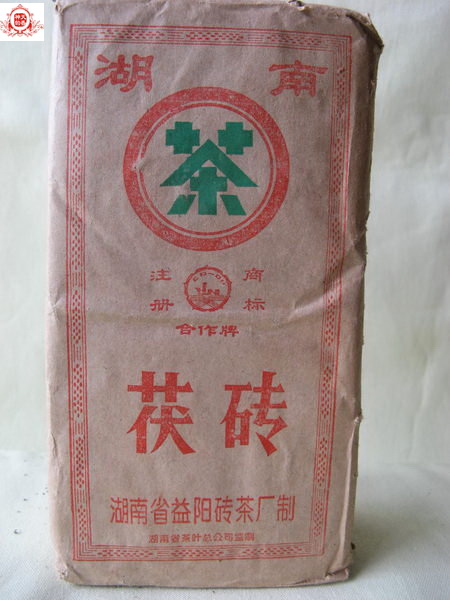 湖 南
茶
注 商
册 标
合作牌
茯砖
湖南省益阳砖茶厂制
湖南省茶叶总公司监制